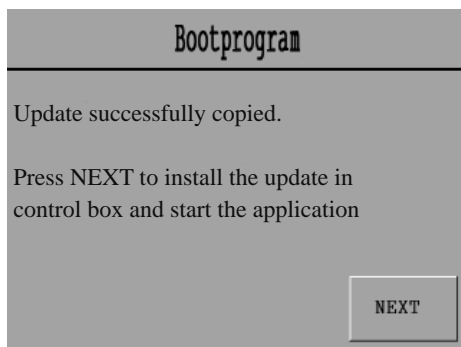 Bootprogram
Update successfully copied.
Press NEXT to install the update in
control box and start the application
NEXT